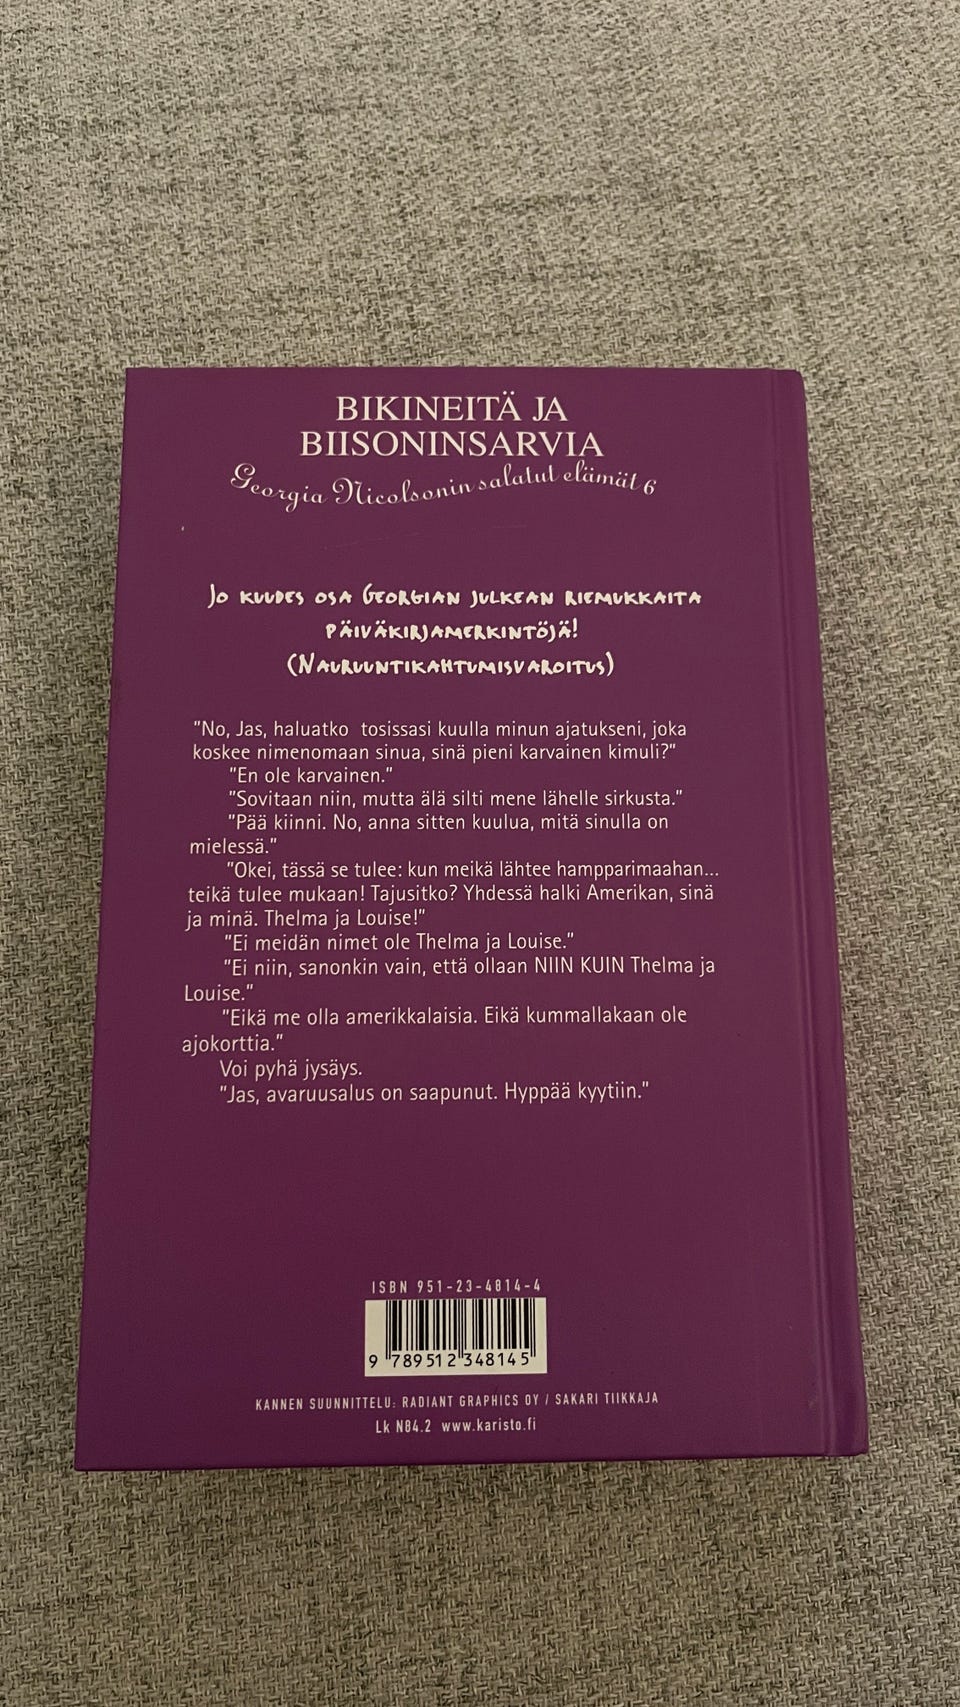 BIKINEITÄ JA
BIISONINSARVIA
Georgia Nicolsonin salatut elämät 6
JO KUUDES OSA GEORGIAN JULKEAN RIEMUKKAITA
PÄIVÄKIRJAMERKINTÖJÄ!
(NAURUUNTIKAHTUMISVAROITUS)
"No, Jas, haluatko tosissasi kuulla minun ajatukseni, joka
koskee nimenomaan sinua, sinä pieni karvainen kimuli?"
"En ole karvainen."
"Sovitaan niin, mutta älä silti mene lähelle sirkusta."
"Pää kiinni. No, anna sitten kuulua, mitä sinulla on
mielessä."
"Okei, tässä se tulee: kun meikä lähtee hampparimaahan...
teikä tulee mukaan! Tajusitko? Yhdessä halki Amerikan, sinä
ja minä. Thelma ja Louise!"
"Ei meidän nimet ole Thelma ja Louise."
"Ei niin, sanonkin vain, että ollaan NIIN KUIN Thelma ja
Louise."
"Eikä me olla amerikkalaisia. Eikä kummallakaan ole
ajokorttia."
Voi pyhä jysäys.
"Jas, avaruusalus on saapunut. Hyppää kyytiin."
ISBN 951-23-4814-4
9 789512 348145
KANNEN SUUNNITTELU: RADIANT GRAPHICS OY / SAKARI TIIKKAJA
Lk N84.2 www.karisto.fi